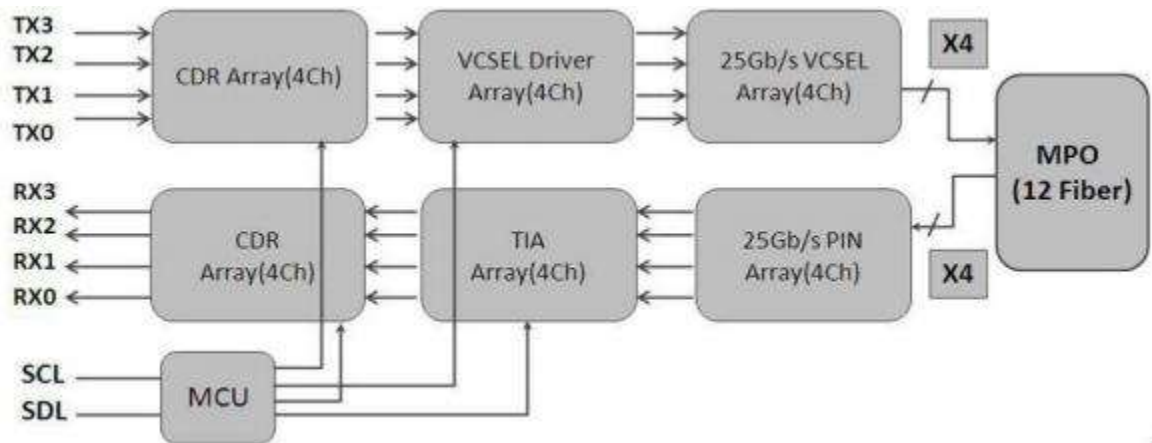 TX3
TX2
TX1
TX0
CDR Array(4Ch)
VCSEL Driver
Array(4Ch)
25Gb/s VCSEL
Array(4Ch)
X4
MPO
(12 Fiber)
RX3
RX2
RX1
RX0
CDR
Array(4Ch)
TIA
Array(4Ch)
25Gb/s PIN
Array(4Ch)
X4
SCL
SDL
MCU